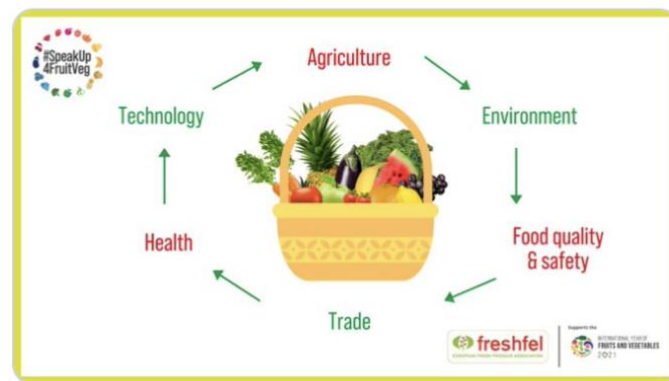 #SpeakUp
4FruitVeg
Agriculture
Technology
Environment
Health
Food quality
& safety
Trade
freshfel
EUROPEAN FRESH PRODUCE ASSOCIATION
Supports the
INTERNATIONAL YEAR OF
FRUITS AND VEGETABLES
2021